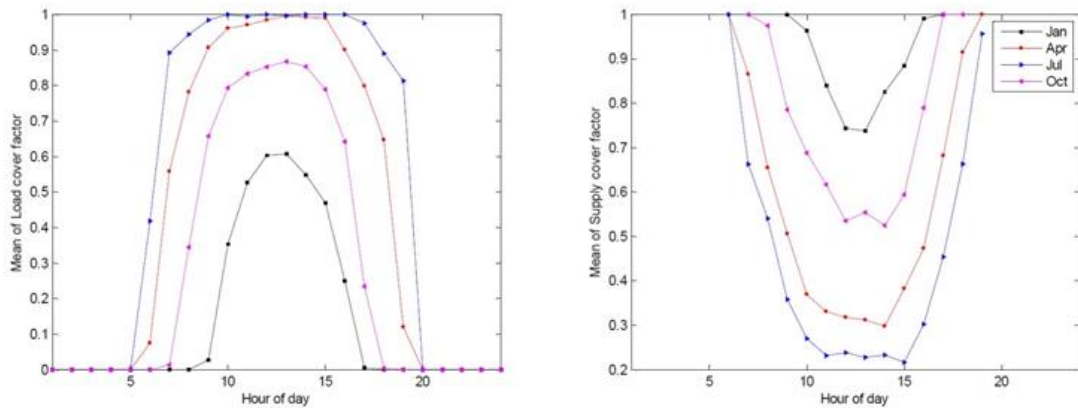 1
0.9
0.8
0.7
0.6
0.5
0.4
0.3
0.2
0.1
0
Mean of Load cover factor
5 10 15 20
Hour of day
1
0.9
0.8
0.7
0.6
0.5
0.4
0.3
0.2
Mean of Supply cover factor
5 10 15 20
Hour of day
Jan
Apr
Jul
Oct